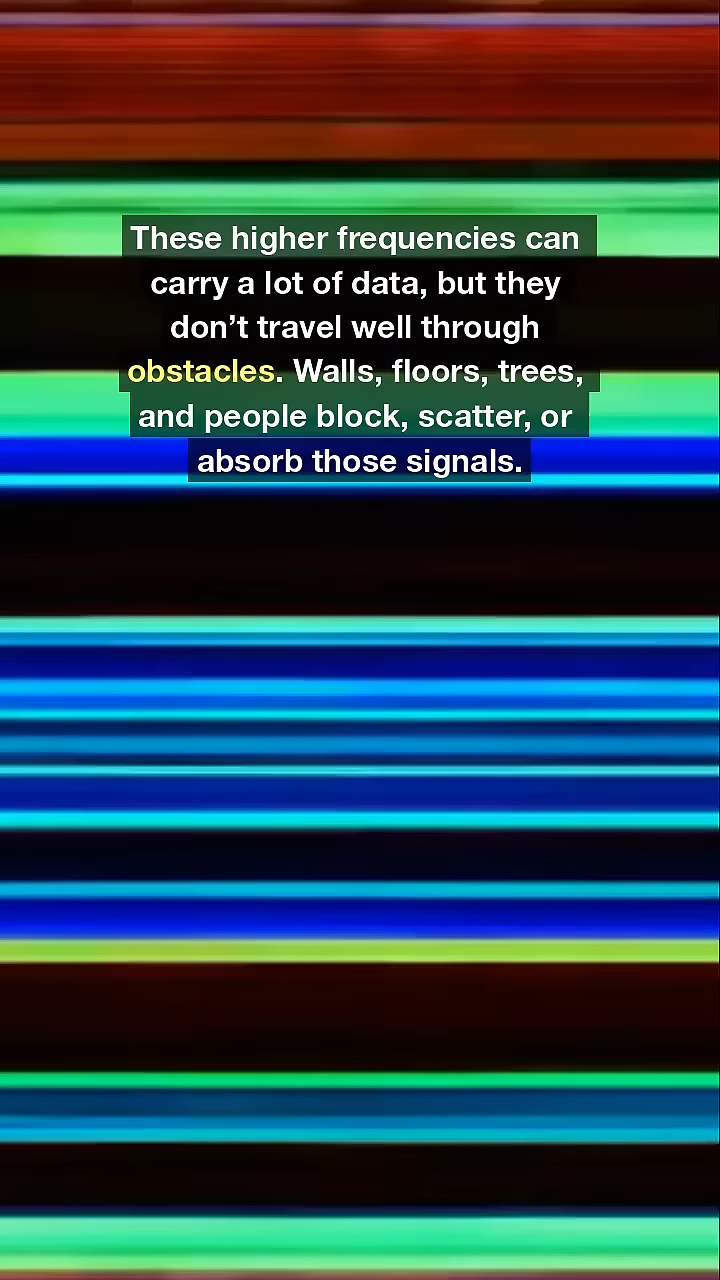 These higher frequencies can
carry a lot of data, but they
don’t travel well through
obstacles. Walls, floors, trees,
and people block, scatter, or
absorb those signals.